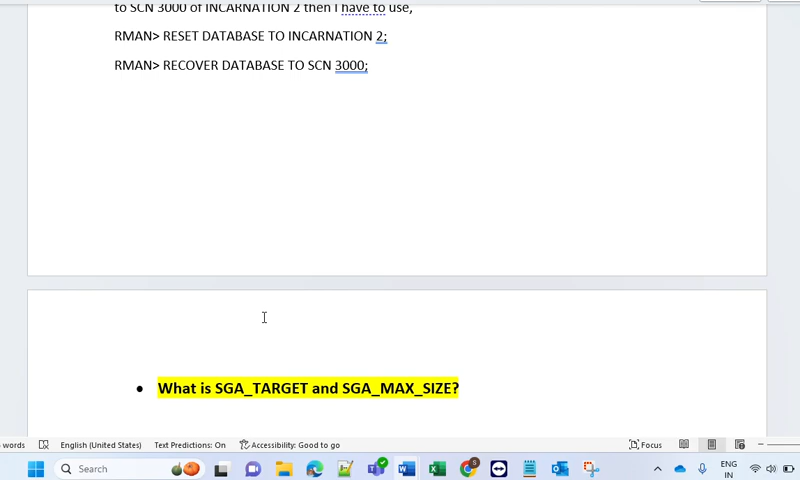 to SCN 3000 of INCARNATION 2 then I have to use,
RMAN> RESET DATABASE TO INCARNATION 2;
RMAN> RECOVER DATABASE TO SCN 3000;
• What is SGA_TARGET and SGA_MAX_SIZE?
words English (United States) Text Predictions: On Accessibility: Good to go Focus
Search ENG
IN